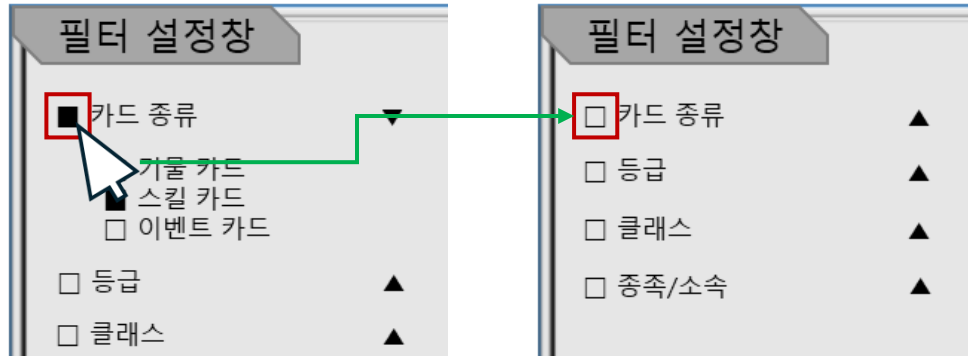 필터 설정창
■ 카드 종류 ▼
기물 카드
■ 스킬 카드
□ 이벤트 카드
□ 등급 ▲
□ 클래스 ▲
필터 설정창
□ 카드 종류 ▲
□ 등급 ▲
□ 클래스 ▲
□ 종족/소속 ▲